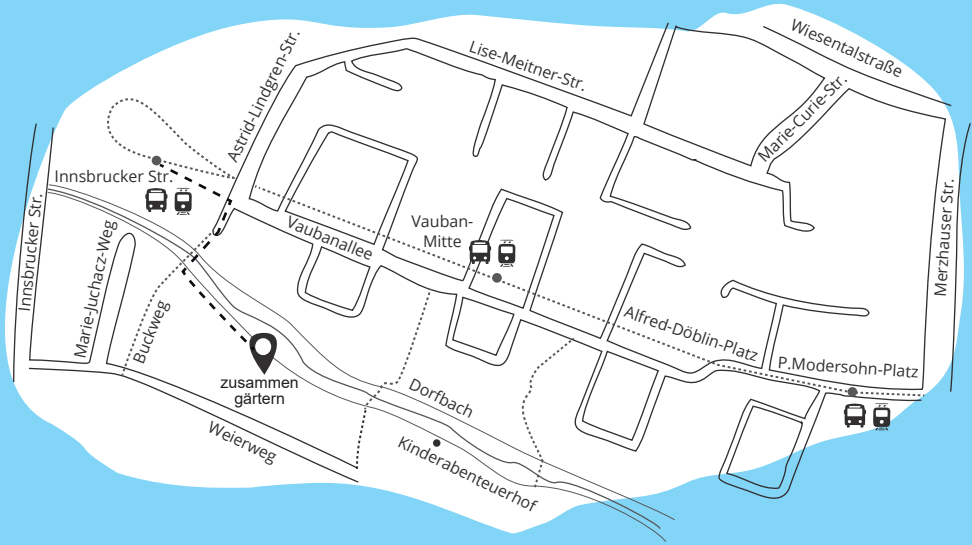 Wiesentalstraße
Lise-Meitner-Str.
Astrid-Lindgren-Str.
Marie-Curie-Str.
Innsbrucker Str.
Innsbrucker Str.
Merzhauser Str.
Vaubanallee
Vauban-
Mitte
Marie-Juchacz-Weg
Buckweg
Alfred-Döblin-Platz
P.Modersohn-Platz
zusammen
gärtern
Dorfbach
Weierweg
Kinderabenteuerhof